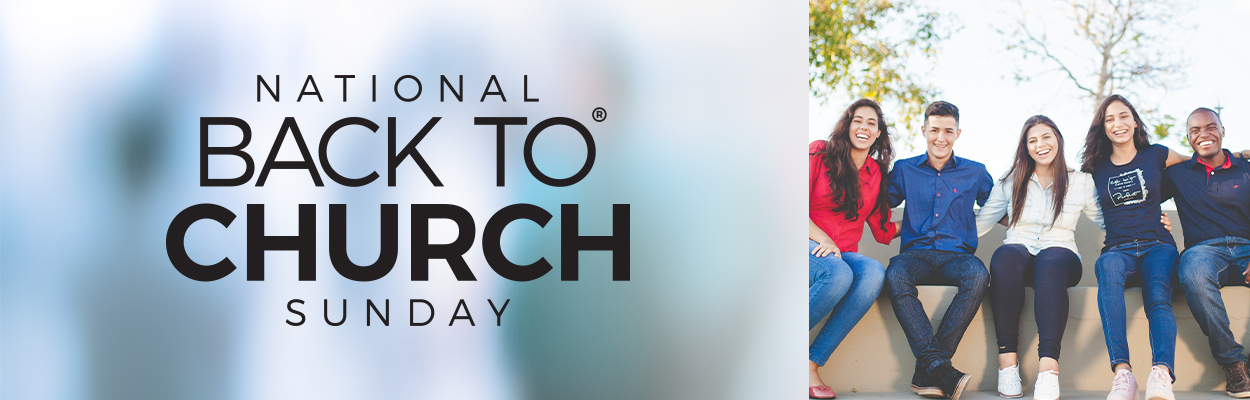 NATIONAL
BACK TO®
CHURCH
SUNDAY